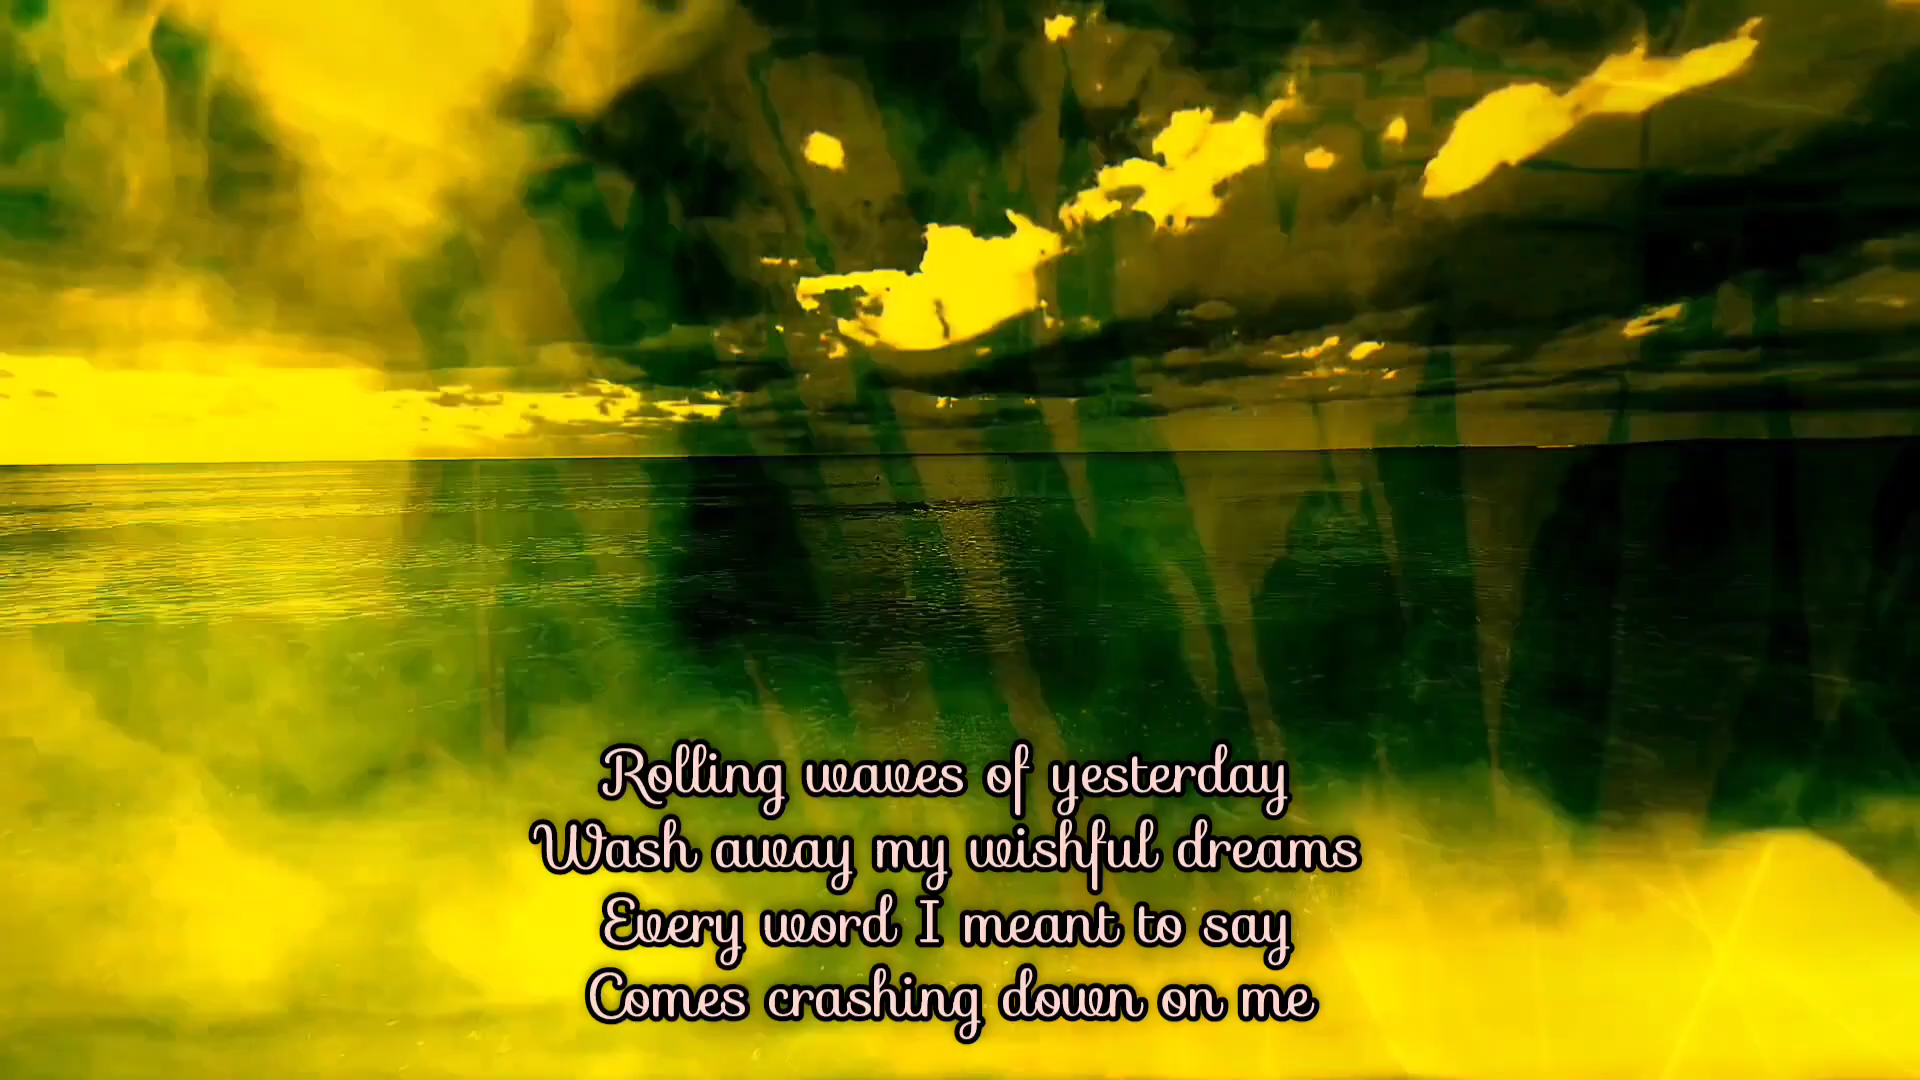 Rolling waves of yesterday
Wash away my wishful dreams
Every word I meant to say
Comes crashing down on me